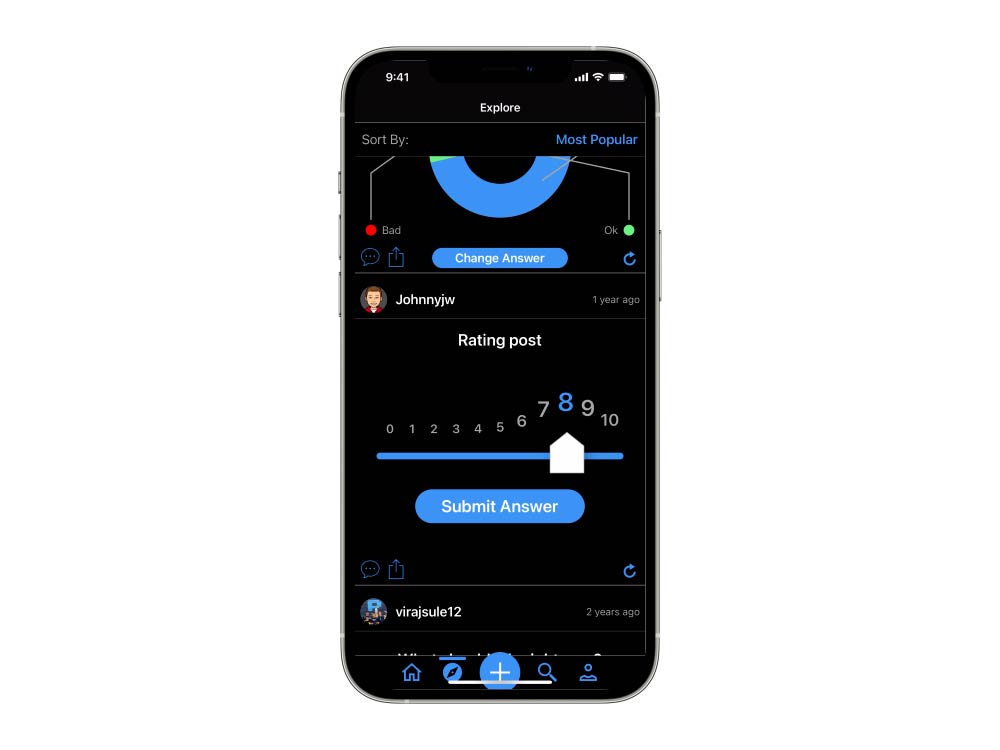 9:41
Explore
Sort By: Most Popular
Bad Ok
Change Answer
Johnnyjw 1 year ago
Rating post
0 1 2 3 4 5 6 7 8 9 10
Submit Answer
virajsule12 2 years ago